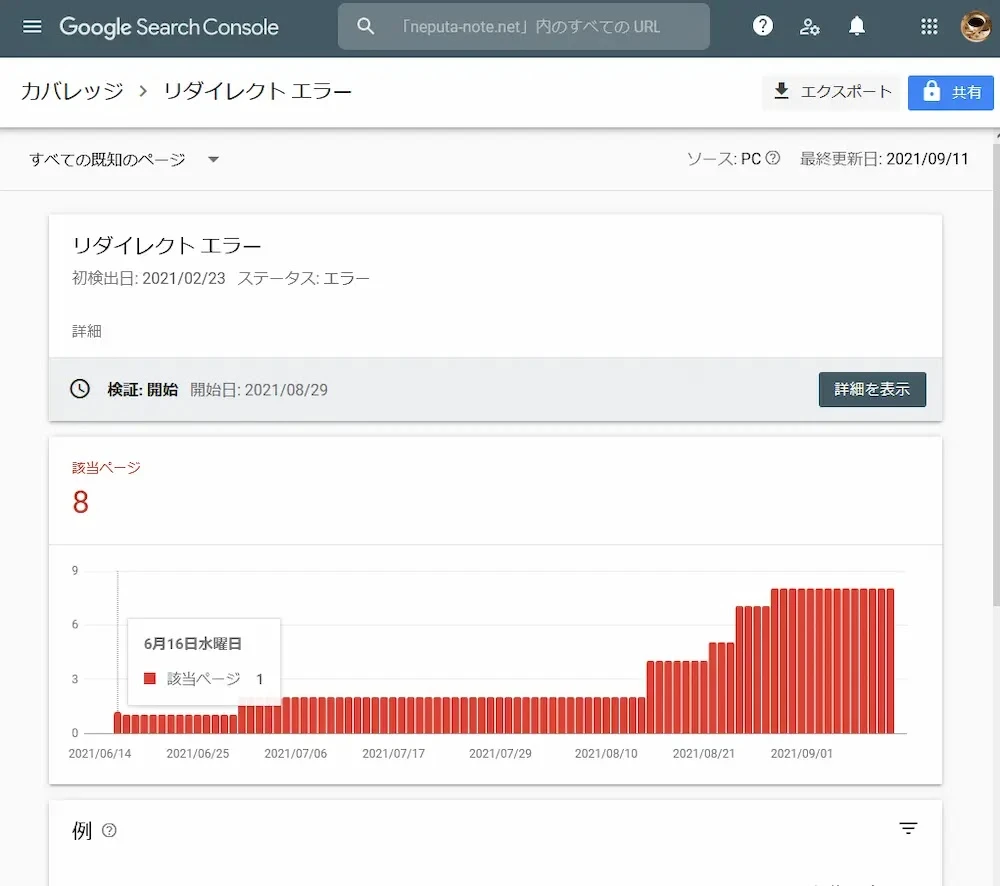 Google Search Console
「neputa-note.net」内のすべての URL
カバレッジ > リダイレクト エラー
エクスポート
共有
すべての既知のページ
ソース: PC
最終更新日: 2021/09/11
リダイレクト エラー
初検出日: 2021/02/23 ステータス: エラー
詳細
検証: 開始 開始日: 2021/08/29
詳細を表示
該当ページ
8
9
6
3
0
6月16日水曜日
該当ページ 1
2021/06/14 2021/06/25 2021/07/06 2021/07/17 2021/07/29 2021/08/10 2021/08/21 2021/09/01
例